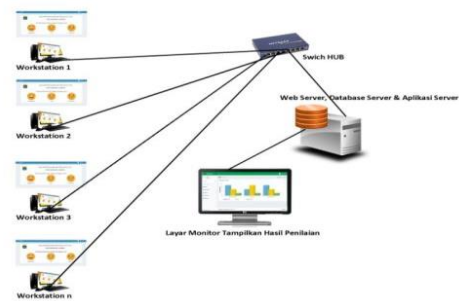 Workstation 1
Swich HUB
Workstation 2
Web Server, Database Server & Aplikasi Server
Workstation 3
Layar Monitor Tampilkan Hasil Penilaian
Workstation n